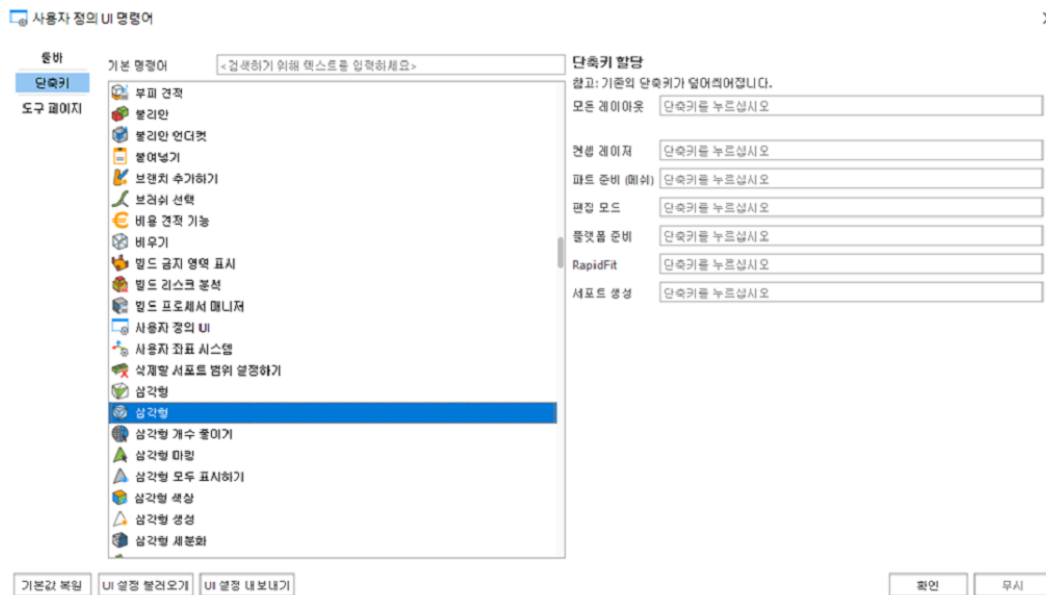 사용자 정의 UI 명령어
툴바
단축키
도구 페이지
기본 명령어
<검색하기 위해 텍스트를 입력하세요>
부피 견적
불리안
불리안 언더컷
붙여넣기
브랜치 추가하기
브러쉬 선택
비용 견적 기능
비우기
빌드 금지 영역 표시
빌드 리스크 분석
빌드 프로세서 매니저
사용자 정의 UI
사용자 좌표 시스템
삭제할 서포트 범위 설정하기
삼각형
삼각형
삼각형 개수 줄이기
삼각형 마킹
삼각형 모두 표시하기
삼각형 색상
삼각형 생성
삼각형 세분화
단축키 할당
참고: 기존의 단축키가 덮어씌어집니다.
모든 레이아웃 단축키를 누르십시오
컨셉 레이저 단축키를 누르십시오
파트 준비 (메쉬) 단축키를 누르십시오
편집 모드 단축키를 누르십시오
플랫폼 준비 단축키를 누르십시오
RapidFit 단축키를 누르십시오
서포트 생성 단축키를 누르십시오
기본값 복원 UI 설정 불러오기 UI 설정 내보내기
확인 무시